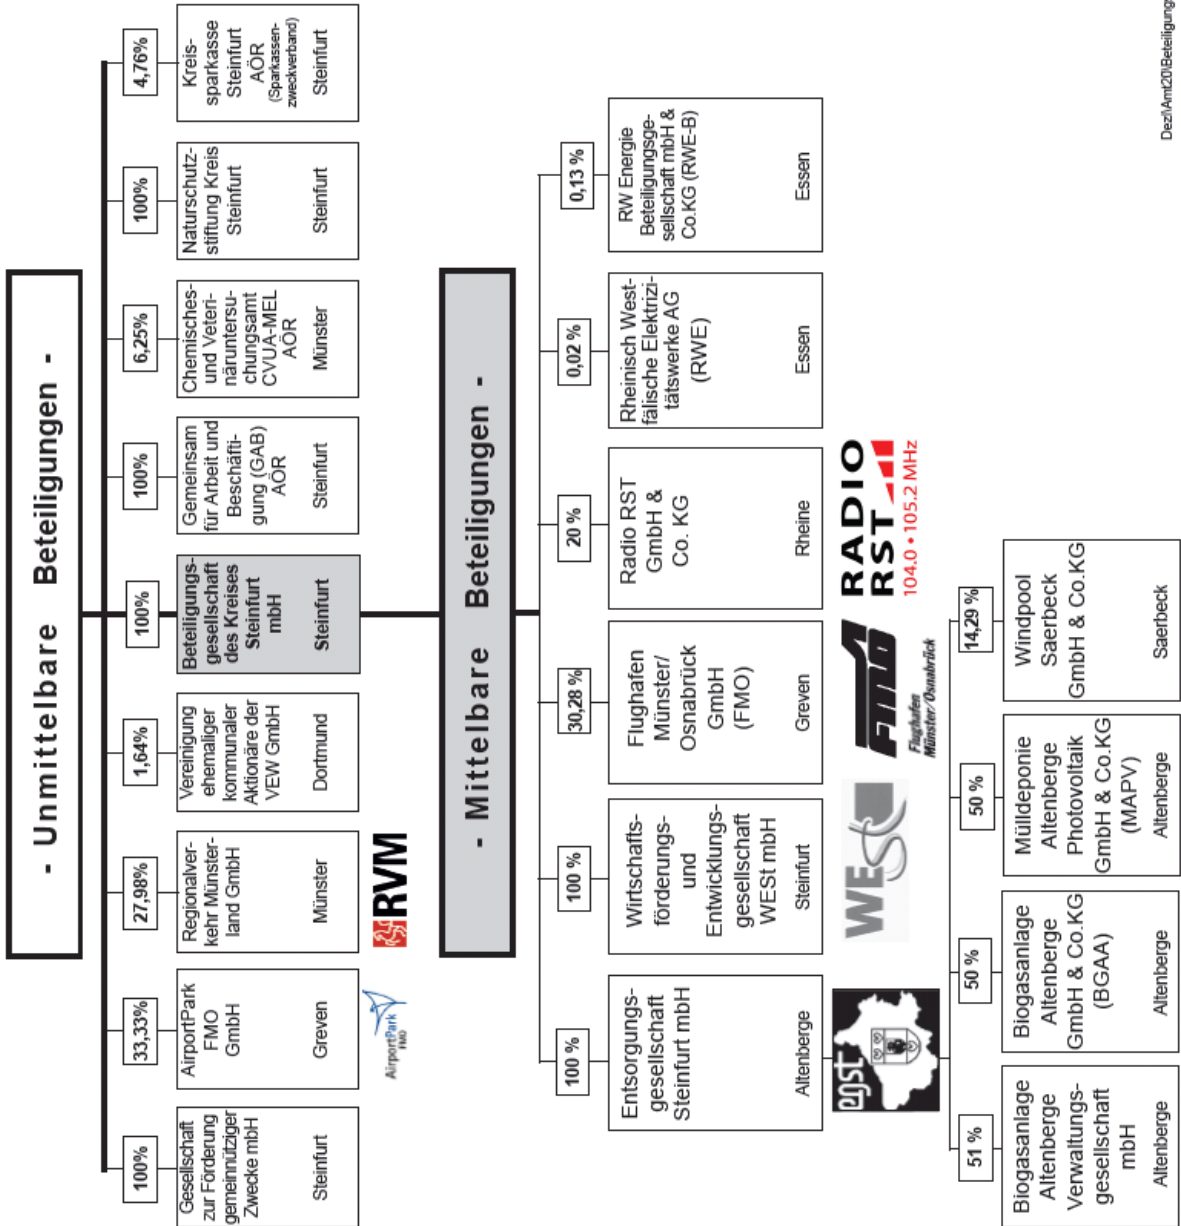 - Unmittelbare Beteiligungen -
100%
Gesellschaft
zur Förderung
gemeinnütziger
Zwecke mbH
Steinfurt
33,33%
AirportPark
FMO
GmbH
Greven
AirportPark
FMO
27,98%
Regionalver-
kehr Münster-
land GmbH
Münster
RVM
1,64%
Vereinigung
ehemaliger
kommunaler
Aktionäre der
VEW GmbH
Dortmund
100%
Beteiligungs-
gesellschaft
des Kreises
Steinfurt
mbH
Steinfurt
100%
Gemeinsam
für Arbeit und
Beschäfti-
gung (GAB)
AÖR
Steinfurt
6,25%
Chemisches-
und Veteri-
näruntersu-
chungsamt
CVUA-MEL
AÖR
Münster
100%
Naturschutz-
stiftung Kreis
Steinfurt
Steinfurt
4,76%
Kreis-
sparkasse
Steinfurt
AÖR
(Sparkassen-
zweckverband)
Steinfurt
- Mittelbare Beteiligungen -
100 %
Entsorgungs-
gesellschaft
Steinfurt mbH
Altenberge
egst
100 %
Wirtschafts-
förderungs-
und
Entwicklungs-
gesellschaft
WESt mbH
Steinfurt
WESt
30,28 %
Flughafen
Münster/
Osnabrück
GmbH
(FMO)
Greven
FMO
Flughafen
Münster/Osnabrück
20 %
Radio RST
GmbH &
Co. KG
Rheine
RADIO
RST
104.0 • 105.2 MHz
0,02 %
Rheinisch West-
fälische Elektrizi-
tätswerke AG
(RWE)
Essen
0,13 %
RW Energie
Beteiligungsge-
sellschaft mbH &
Co.KG (RWE-B)
Essen
51 %
Biogasanlage
Altenberge
Verwaltungs-
gesellschaft
mbH
Altenberge
50 %
Biogasanlage
Altenberge
GmbH & Co.KG
(BGAA)
Altenberge
50 %
Mülldeponie
Altenberge
Photovoltaik
GmbH & Co.KG
(MAPV)
Altenberge
14,29 %
Windpool
Saerbeck
GmbH & Co.KG
Saerbeck